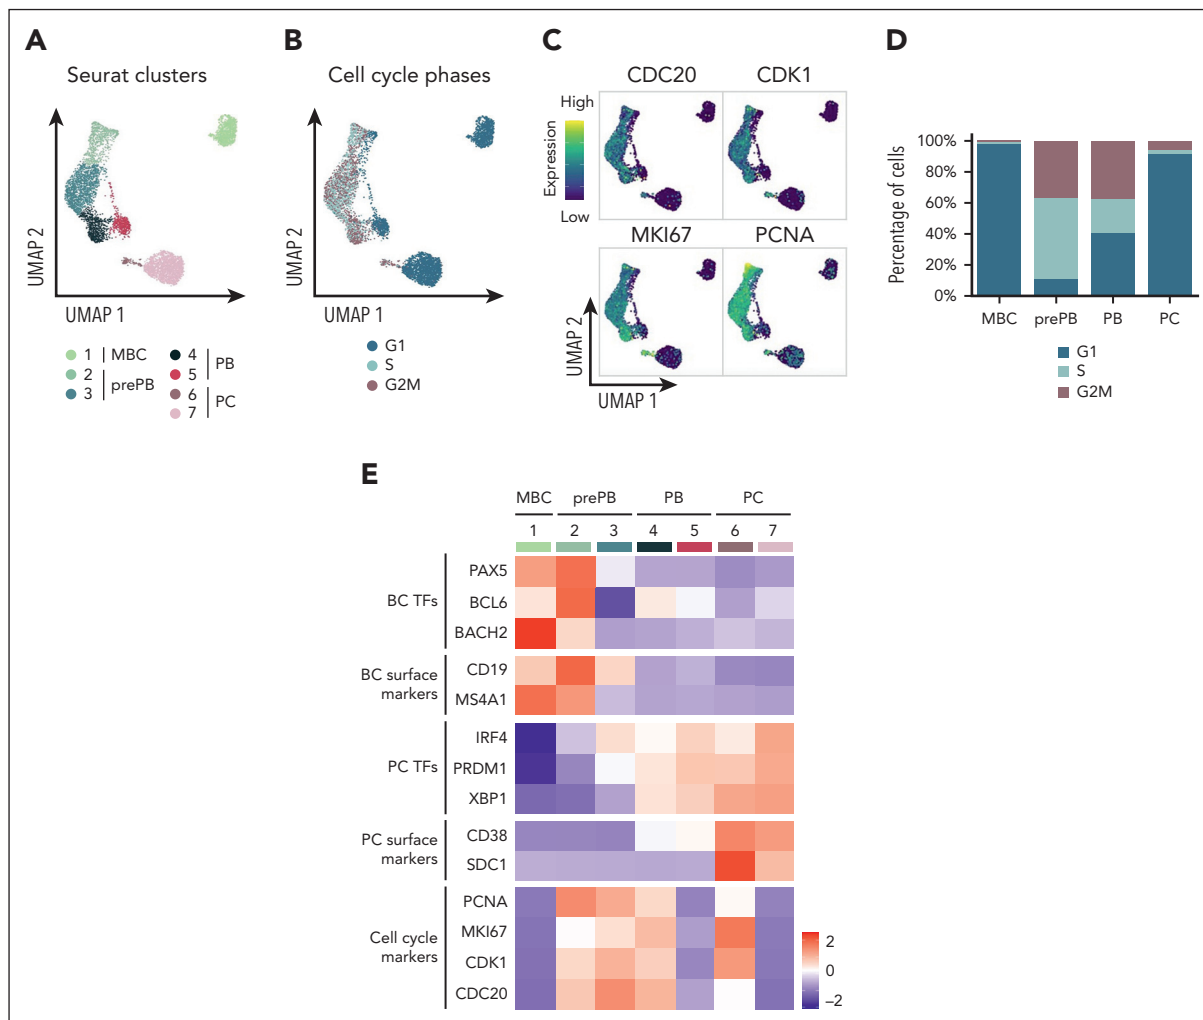 A
Seurat clusters
UMAP 2
UMAP 1
1 MBC
2
3
prePB
4
5
PB
6
7
PC
B
Cell cycle phases
UMAP 2
UMAP 1
G1
S
G2M
C
CDC20
CDK1
High
Expression
Low
MKI67
PCNA
UMAP 2
UMAP 1
D
Percentage of cells
100%
80%
60%
40%
20%
0%
MBC prePB PB PC
G1
S
G2M
E
MBC prePB PB PC
1 2 3 4 5 6 7
BC TFs
PAX5
BCL6
BACH2
BC surface
markers
CD19
MS4A1
PC TFs
IRF4
PRDM1
XBP1
PC surface
markers
CD38
SDC1
Cell cycle
markers
PCNA
MKI67
CDK1
CDC20
2
0
–2